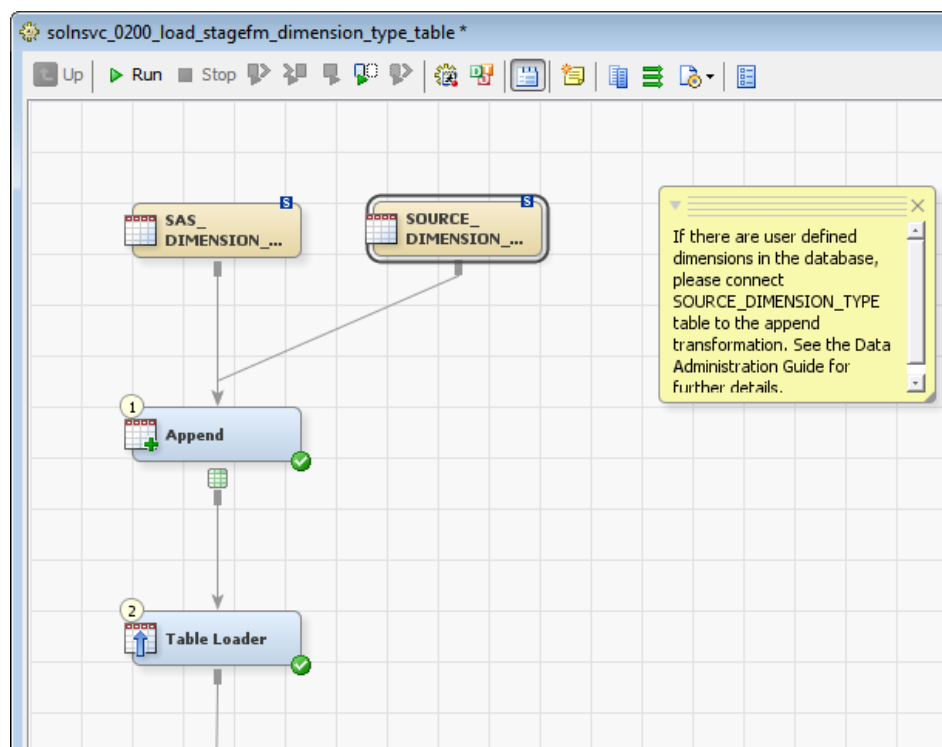 solnsvc_0200_load_stagefm_dimension_type_table *
Up Run Stop
S
SAS_
DIMENSION_...
S
SOURCE_
DIMENSION_...
If there are user defined
dimensions in the database,
please connect
SOURCE_DIMENSION_TYPE
table to the append
transformation. See the Data
Administration Guide for
further details.
1
Append
2
Table Loader